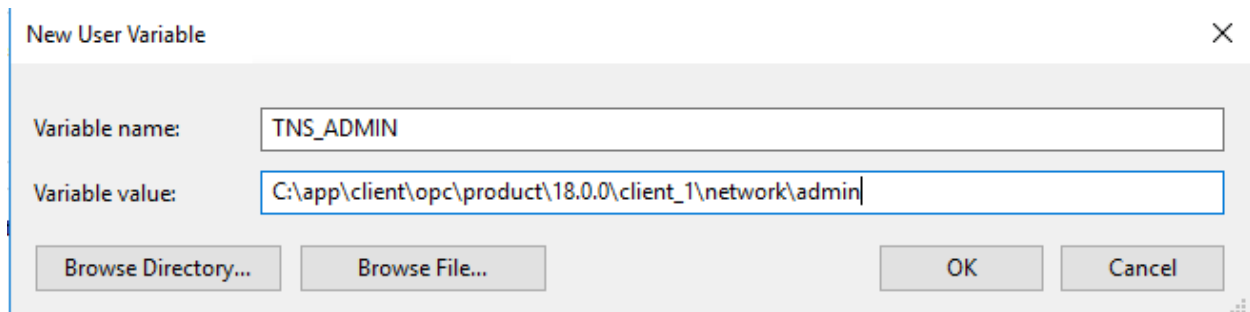 New User Variable
Variable name: TNS_ADMIN
Variable value: C:\app\client\opc\product\18.0.0\client_1\network\admin
Browse Directory... Browse File... OK Cancel